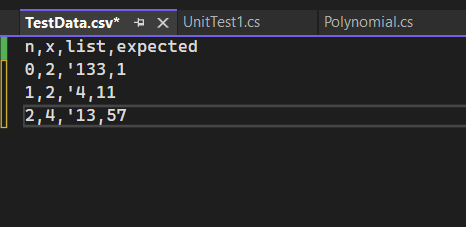 TestData.csv* UnitTest1.cs Polynomial.cs
n,x,list,expected
0,2,'133,1
1,2,'4,11
2,4,'13,57